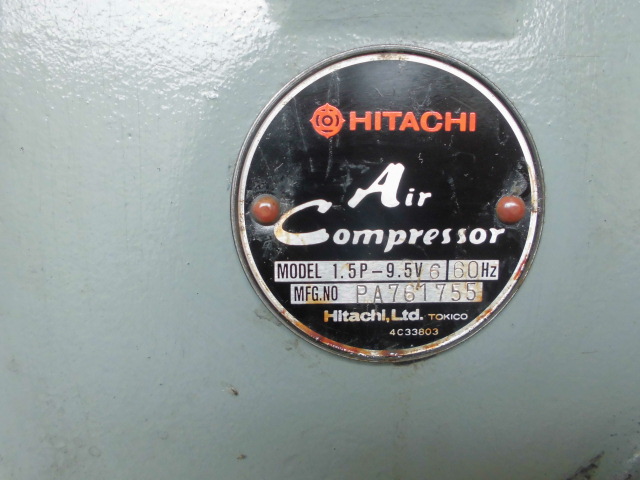 HITACHI
Air
Compressor
MODEL 1.5P-9.5V6 60Hz
MFG.NO PA761755
Hitachi, Ltd. TOKICO
4C33803